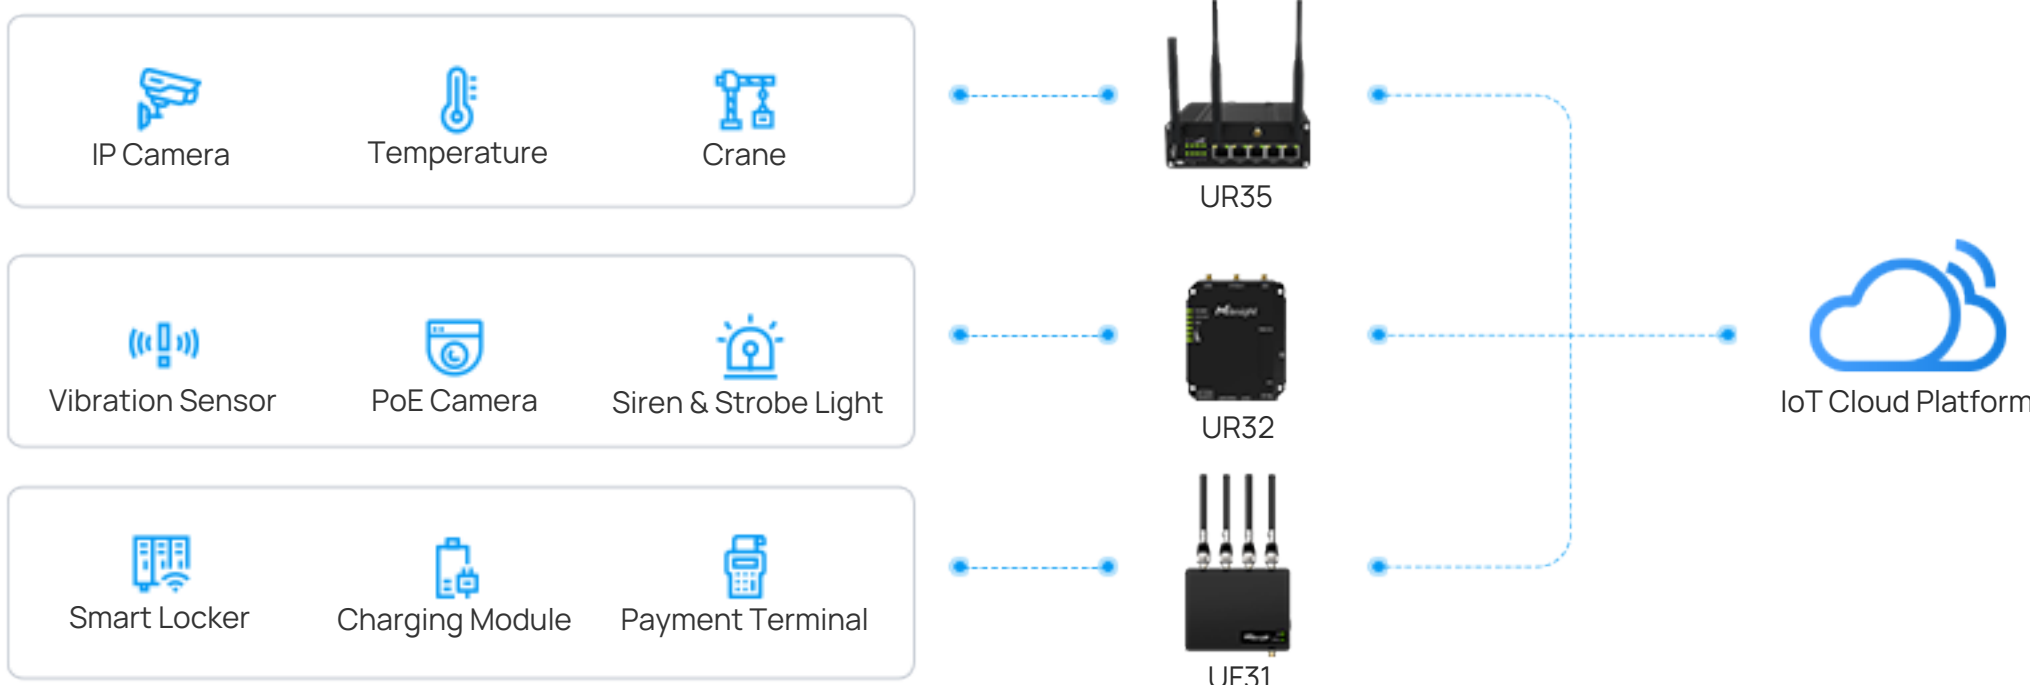 IP Camera
Temperature
Crane
UR35
Vibration Sensor
PoE Camera
Siren & Strobe Light
Milesight
UR32
IoT Cloud Platform
Smart Locker
Charging Module
Payment Terminal
UF31